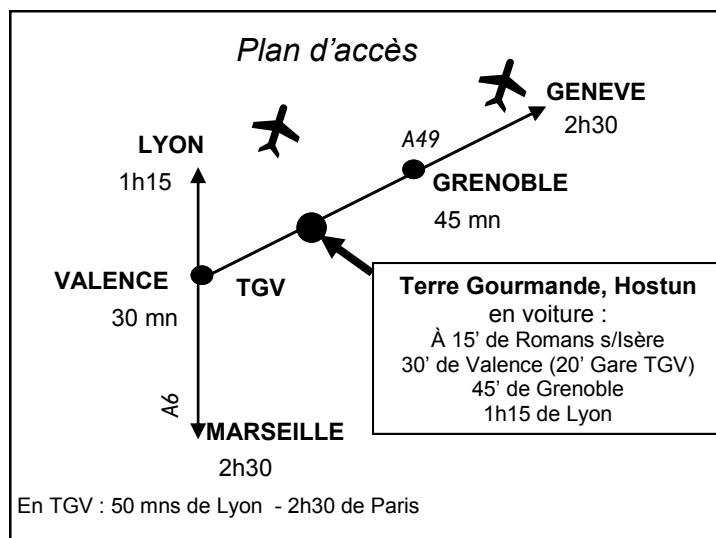 Plan d’accès
GENEVE
2h30
A49
LYON
1h15
GRENOBLE
45 mn
VALENCE
TGV
30 mn
Terre Gourmande, Hostun
en voiture :
À 15’ de Romans s/Isère
30’ de Valence (20’ Gare TGV)
45’ de Grenoble
1h15 de Lyon
A6
MARSEILLE
2h30
En TGV : 50 mns de Lyon - 2h30 de Paris